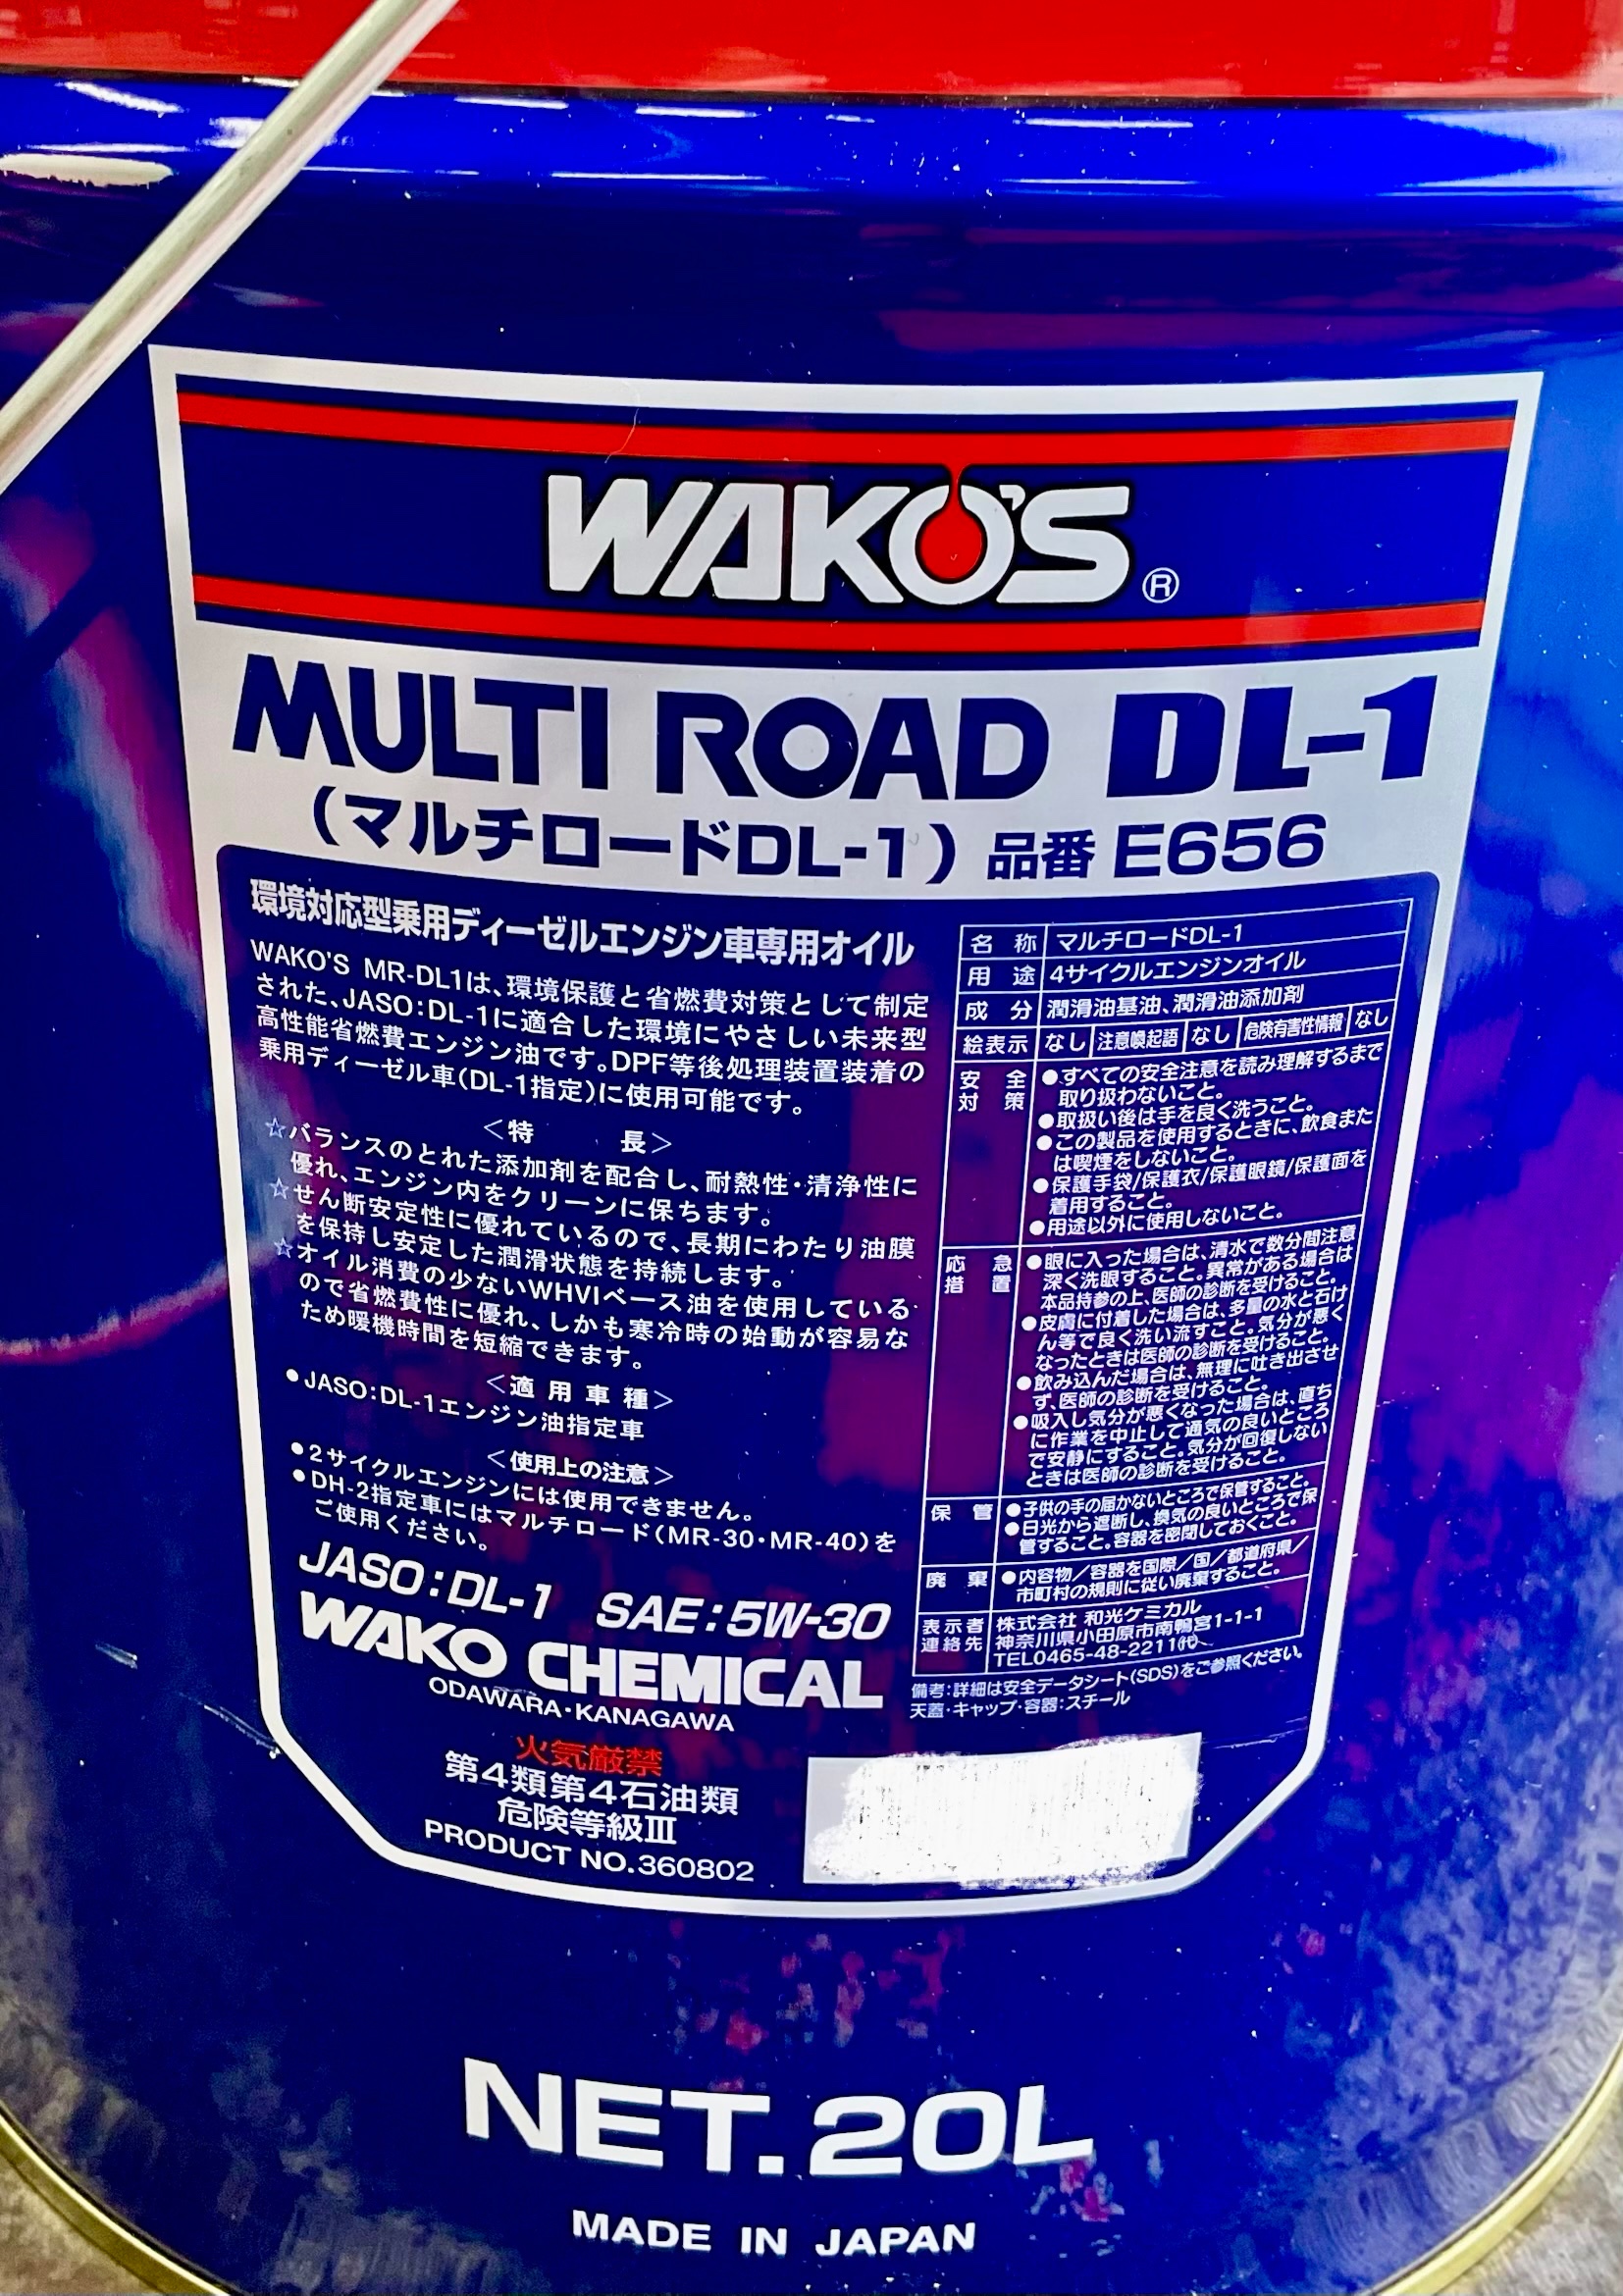 WAKO'S®
MULTI ROAD DL-1
(マルチロードDL-1) 品番 E656
環境対応型乗用ディーゼルエンジン車専用オイル
WAKO'S MR-DL1は、環境保護と省燃費対策として制定
された、JASO:DL-1に適合した環境にやさしい未来型
高性能省燃費エンジン油です。DPF等後処理装置装着の
乗用ディーゼル車(DL-1指定)に使用可能です。
<特 長>
☆バランスのとれた添加剤を配合し、耐熱性・清浄性に
優れ、エンジン内をクリーンに保ちます。
☆せん断安定性に優れているので、長期にわたり油膜
を保持し安定した潤滑状態を持続します。
☆オイル消費の少ないWHVIベース油を使用している
ので省燃費性に優れ、しかも寒冷時の始動が容易な
ため暖機時間を短縮できます。
<適用車種>
●JASO:DL-1エンジン油指定車
<使用上の注意>
●2サイクルエンジンには使用できません。
●DH-2指定車にはマルチロード(MR-30・MR-40)を
ご使用ください。
JASO:DL-1 SAE:5W-30
WAKO CHEMICAL
ODAWARA・KANAGAWA
火気厳禁
第4類第4石油類
危険等級Ⅲ
PRODUCT NO.360802
名称 マルチロードDL-1
用途 4サイクルエンジンオイル
成分 潤滑油基油、潤滑油添加剤
絵表示 なし 注意喚起語 なし 危険有害性情報 なし
安全 ●すべての安全注意を読み理解するまで
対策 取り扱わないこと。
●取扱い後は手を良く洗うこと。
●この製品を使用するときに、飲食また
は喫煙をしないこと。
●保護手袋/保護衣/保護眼鏡/保護面を
着用すること。
●用途以外に使用しないこと。
応急 ●眼に入った場合は、清水で数分間注意
措置 深く洗眼すること。異常がある場合は
本品持参の上、医師の診断を受けること。
●皮膚に付着した場合は、多量の水と石け
ん等で良く洗い流すこと。気分が悪く
なったときは医師の診断を受けること。
●飲み込んだ場合は、無理に吐き出させ
ず、医師の診断を受けること。
●吸入し気分が悪くなった場合は、直ち
に作業を中止して通気の良いところ
で安静にすること。気分が回復しない
ときは医師の診断を受けること。
保管 ●子供の手の届かないところで保管すること。
●日光から遮断し、換気の良いところで保
管すること。容器を密閉しておくこと。
廃棄 ●内容物/容器を国際/国/都道府県/
市町村の規則に従い廃棄すること。
表示者 株式会社 和光ケミカル
連絡先 神奈川県小田原市南鴨宮1-1-1
TEL0465-48-2211㈹
備考:詳細は安全データシート(SDS)をご参照ください。
天蓋・キャップ・容器:スチール
NET.20L
MADE IN JAPAN